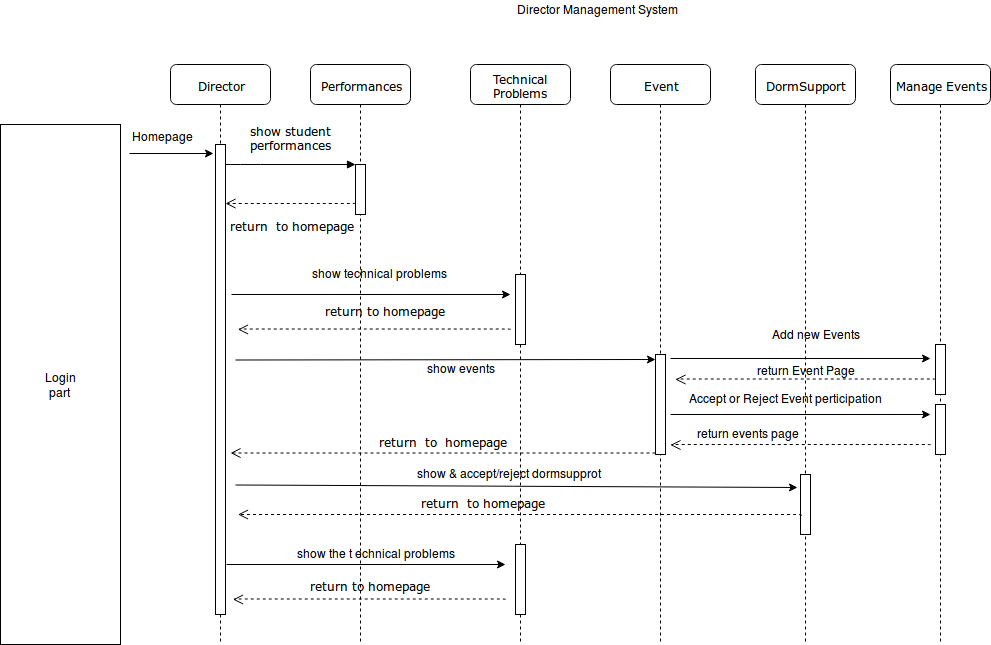 Director Management System
Director
Performances
Technical
Problems
Event
DormSupport
Manage Events
Homepage
show student
performances
return  to homepage
show technical problems
return to homepage
Add new Events
show events
return Event Page
Login
part
Accept or Reject Event perticipation
return events page
return  to  homepage
show & accept/reject dormsupprot
return  to homepage
show the t echnical problems
return to homepage